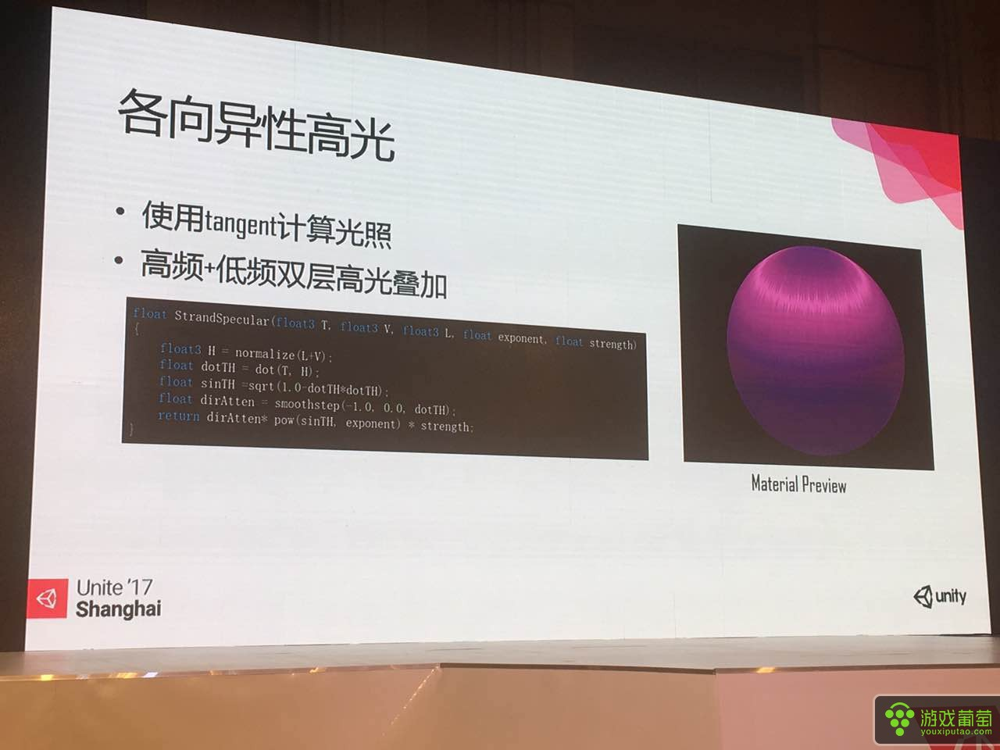 各向异性高光
• 使用tangent计算光照
• 高频+低频双层高光叠加
float StrandSpecular(float3 T, float3 V, float3 L, float exponent, float strength)
{
float3 H = normalize(L+V);
float dotTH = dot(T, H);
float sinTH =sqrt(1.0-dotTH*dotTH);
float dirAtten = smoothstep(-1.0, 0.0, dotTH);
return dirAtten* pow(sinTH, exponent) * strength;
}
Material Preview
Unite '17
Shanghai
unity
游戏葡萄
youxiputao.com